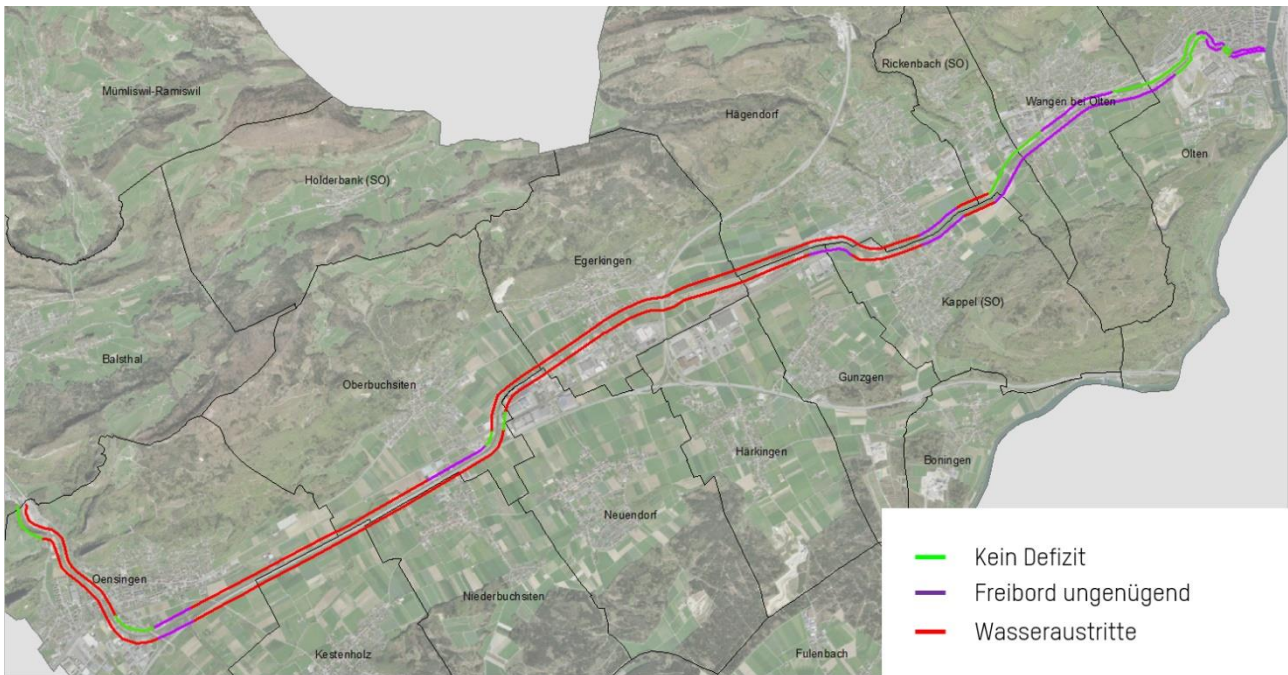 Mümliswil-Ramiswil
Rickenbach (SO)
Hägendorf
Wangen bei Olten
Olten
Holderbank (SO)
Egerkingen
Kappel (SO)
Balsthal
Oberbuchsiten
Gunzgen
Härkingen
Boningen
Neuendorf
Oensingen
Niederbuchsiten
Kestenholz
Fulenbach
Kein Defizit
Freibord ungenügend
Wasseraustritte